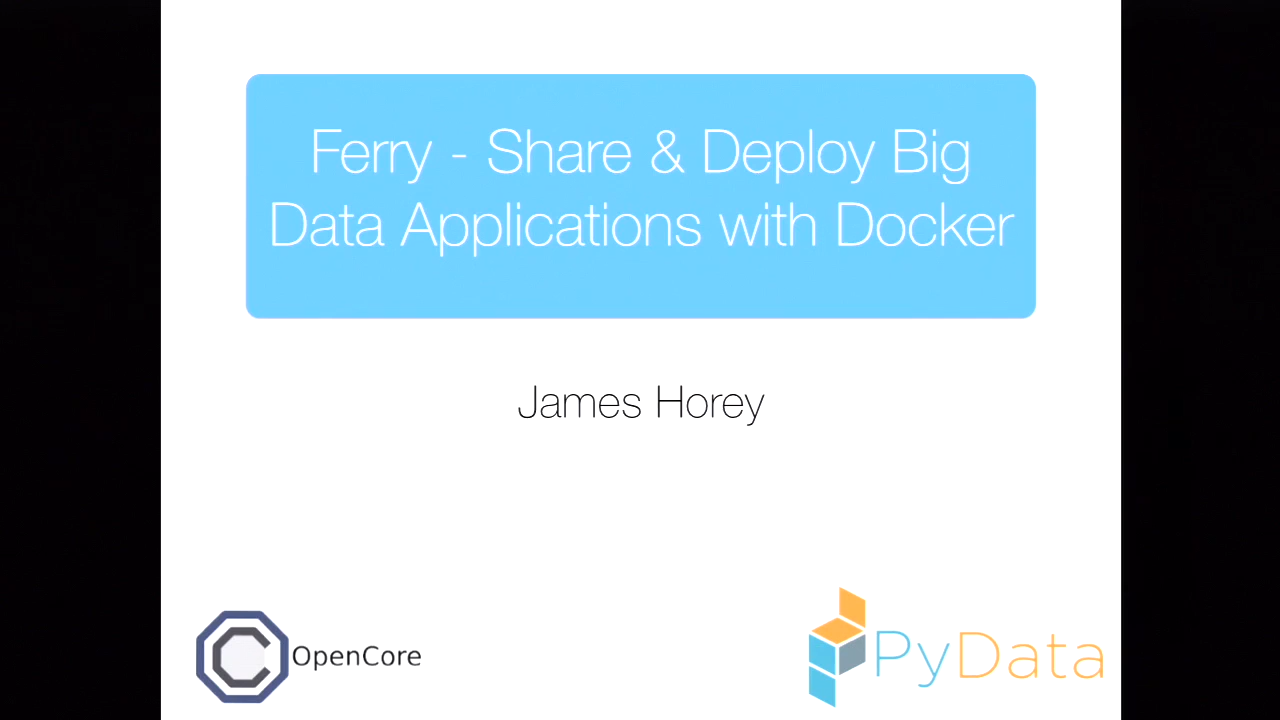 Ferry - Share & Deploy Big
Data Applications with Docker
James Horey
OpenCore
PyData